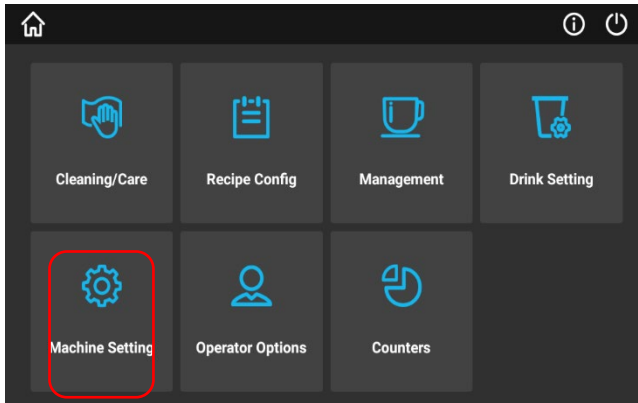 Cleaning/Care
Recipe Config
Management
Drink Setting
Machine Setting
Operator Options
Counters